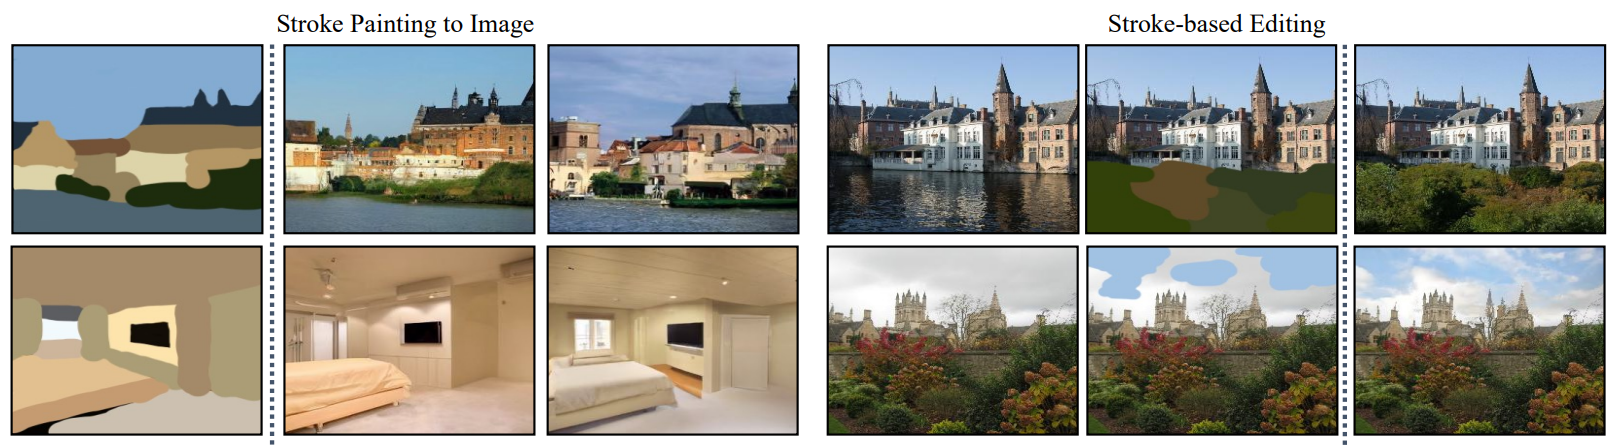 Stroke Painting to Image
Stroke-based Editing